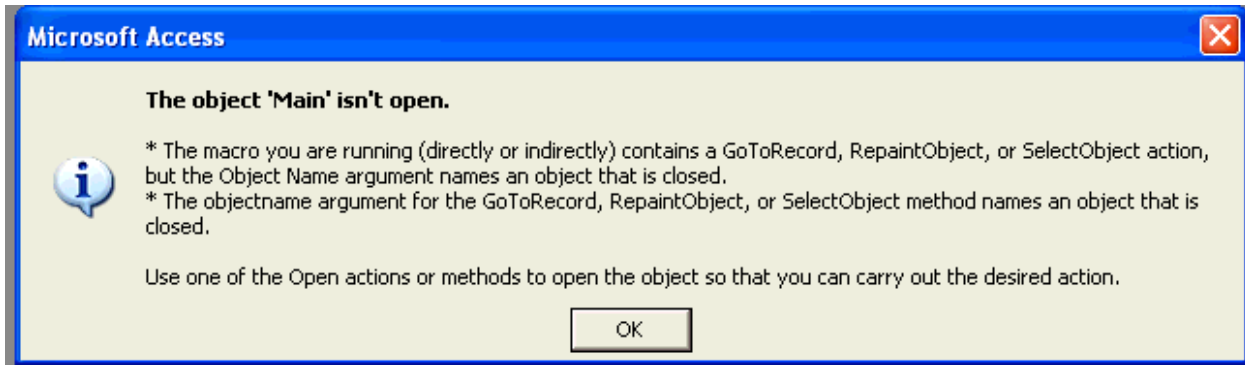 Microsoft Access
The object 'Main' isn't open.
* The macro you are running (directly or indirectly) contains a GoToRecord, RepaintObject, or SelectObject action,
but the Object Name argument names an object that is closed.
* The objectname argument for the GoToRecord, RepaintObject, or SelectObject method names an object that is
closed.
Use one of the Open actions or methods to open the object so that you can carry out the desired action.
OK